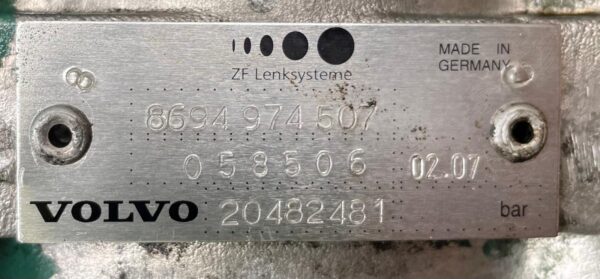 ZF Lenksysteme
MADE IN
GERMANY
8694 974 507
058506 02.07
VOLVO 20482481 bar